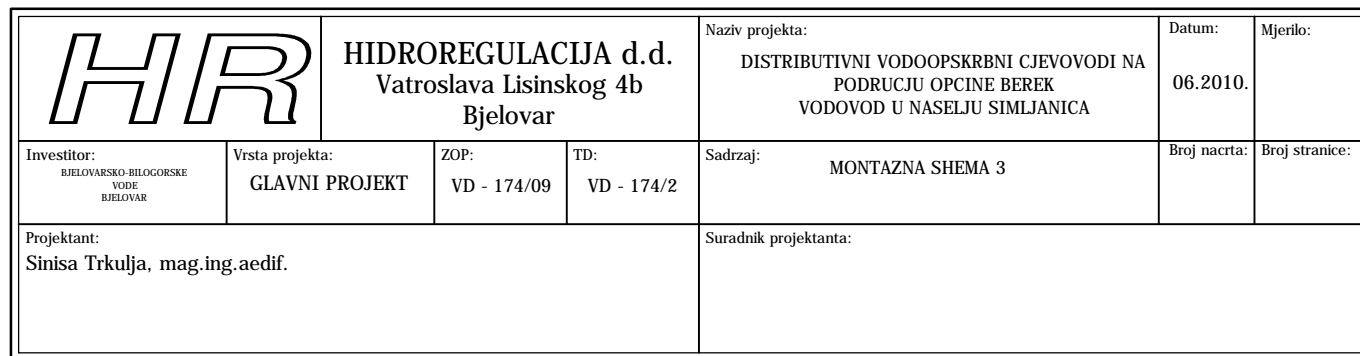 HR
HIDROREGULACIJA d.d.
Vatroslava Lisinskog 4b
Bjelovar
Naziv projekta:
DISTRIBUTIVNI VODOOPSKRBNI CJEVOVODI NA
PODRUCJU OPCINE BEREK
VODOVOD U NASELJU SIMLJANICA
Datum:
06.2010.
Mjerilo:
Investitor:
BJELOVARSKO-BILOGORSKE
VODE
BJELOVAR
Vrsta projekta:
GLAVNI PROJEKT
ZOP:
VD - 174/09
TD:
VD - 174/2
Sadrzaj:
MONTAZNA SHEMA 3
Broj nacrta:
Broj stranice:
Projektant:
Sinisa Trkulja, mag.ing.aedif.
Suradnik projektanta: